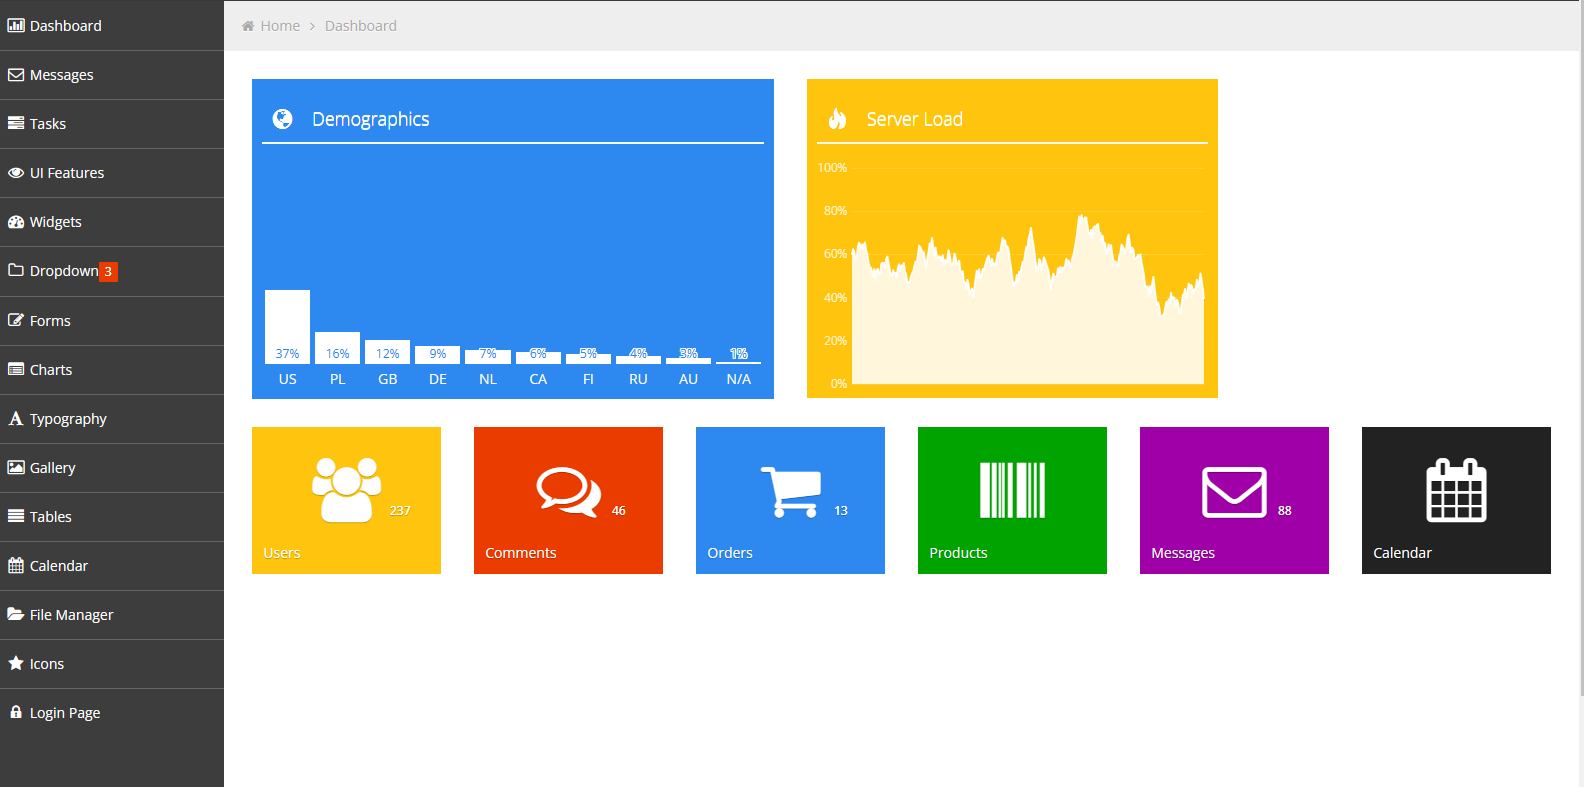 Dashboard
Messages
Tasks
UI Features
Widgets
Dropdown 3
Forms
Charts
Typography
Gallery
Tables
Calendar
File Manager
Icons
Login Page
Home > Dashboard
Demographics
37% 16% 12% 9% 7% 6% 5% 4% 3% 1%
US PL GB DE NL CA FI RU AU N/A
Server Load
100%
80%
60%
40%
20%
0%
237
Users
46
Comments
13
Orders
Products
88
Messages
Calendar